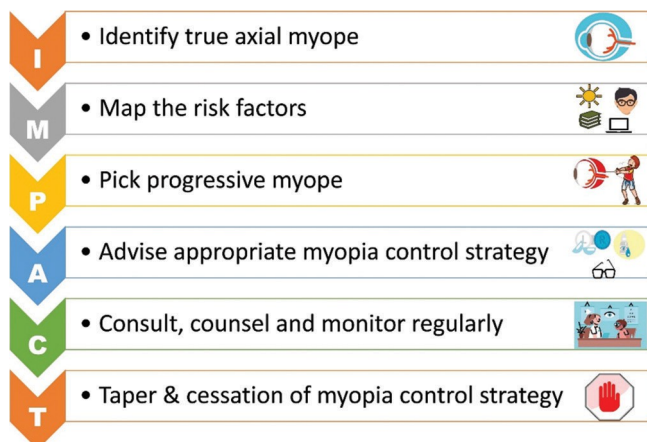 I
• Identify true axial myope
M
• Map the risk factors
P
• Pick progressive myope
A
• Advise appropriate myopia control strategy
C
• Consult, counsel and monitor regularly
T
• Taper & cessation of myopia control strategy